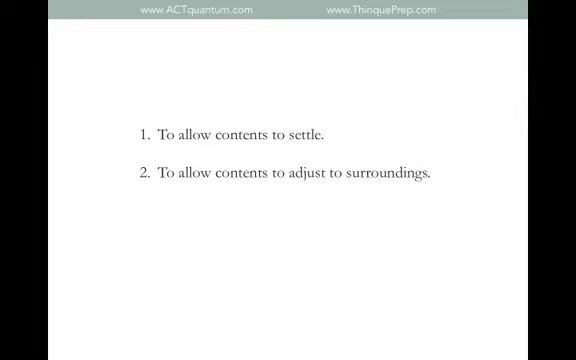 www.ACTquantum.com www.ThinquePrep.com
1. To allow contents to settle.
2. To allow contents to adjust to surroundings.